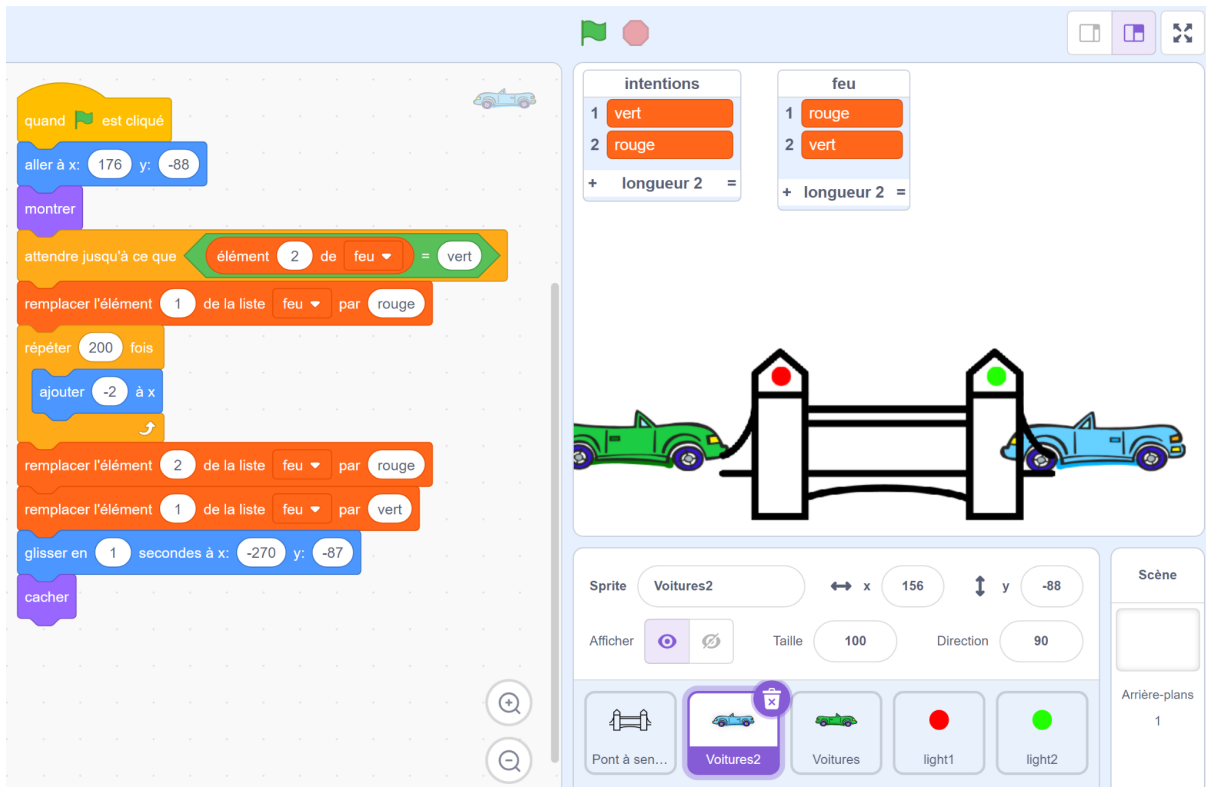 quand est cliqué
aller à x: 176 y: -88
montrer
attendre jusqu'à ce que élément 2 de feu = vert
remplacer l'élément 1 de la liste feu par rouge
répéter 200 fois
ajouter -2 à x
remplacer l'élément 2 de la liste feu par rouge
remplacer l'élément 1 de la liste feu par vert
glisser en 1 secondes à x: -270 y: -87
cacher
intentions
1 vert
2 rouge
+ longueur 2 =
feu
1 rouge
2 vert
+ longueur 2 =
Sprite Voitures2 x 156 y -88
Afficher Taille 100 Direction 90
Pont à sen...
Voitures2
Voitures
light1
light2
Scène
Arrière-plans
1